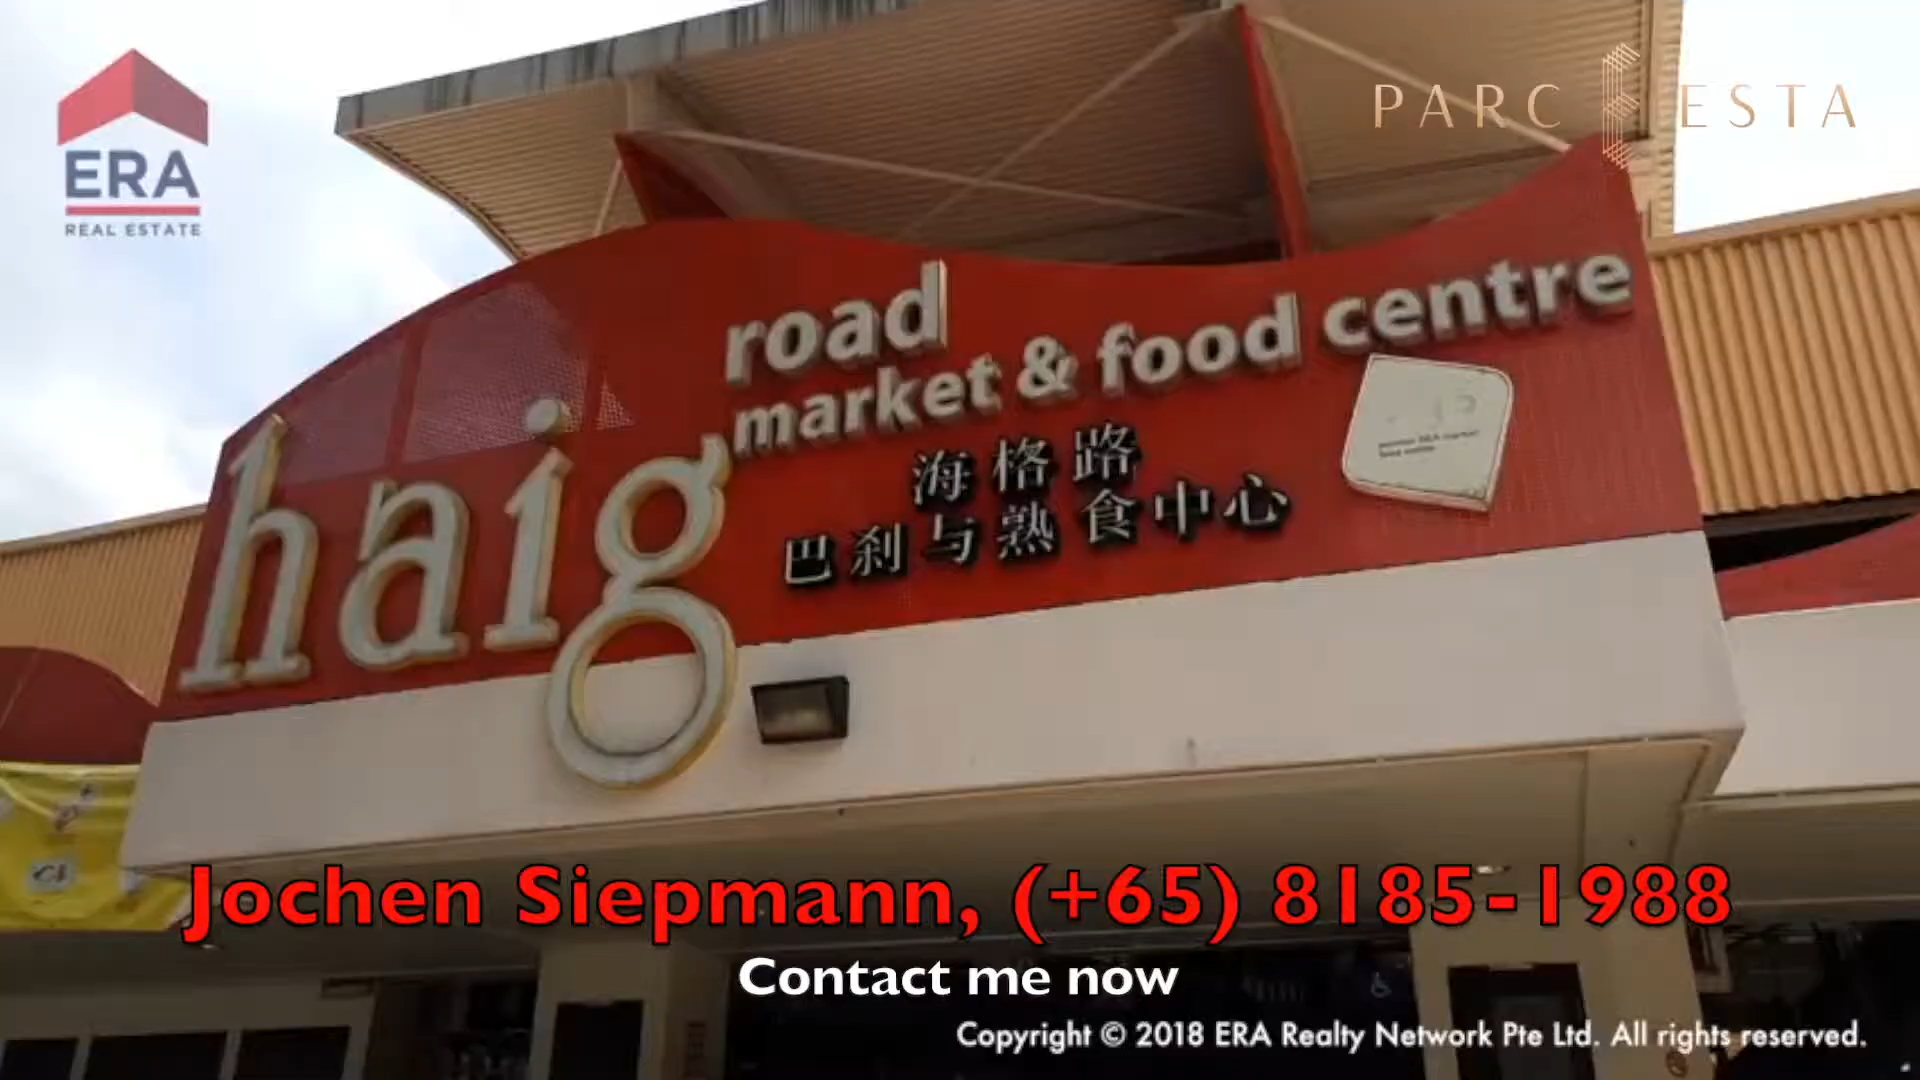 ERA
REAL ESTATE
PARC ESTA
haig
road
market & food centre
海格路
巴刹与熟食中心
Jochen Siepmann, (+65) 8185-1988
Contact me now
Copyright © 2018 ERA Realty Network Pte Ltd. All rights reserved.